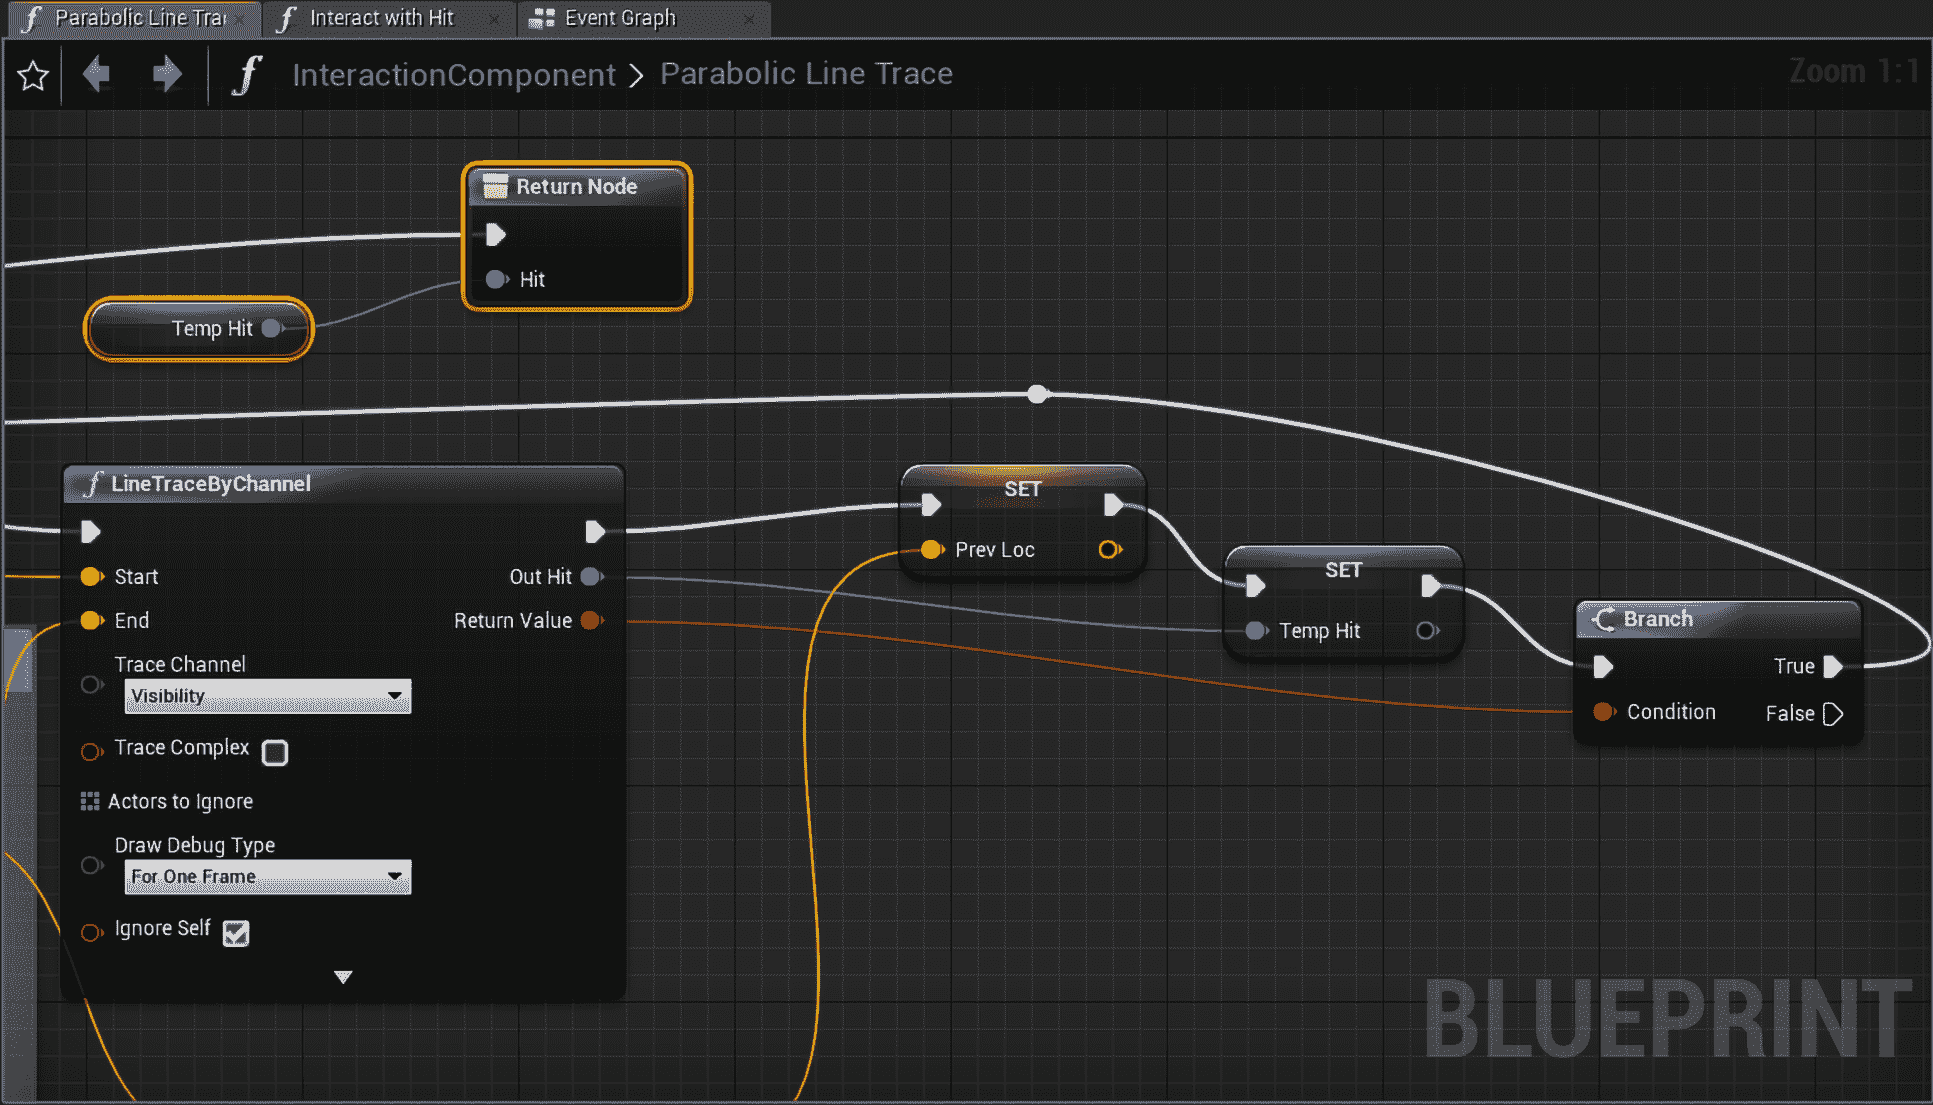 Parabolic Line Tra
Interact with Hit
Event Graph
InteractionComponent > Parabolic Line Trace
Zoom 1:1
Return Node
Hit
Temp Hit
LineTraceByChannel
Start
Out Hit
End
Return Value
Trace Channel
Visibility
Trace Complex
Actors to Ignore
Draw Debug Type
For One Frame
Ignore Self
SET
Prev Loc
SET
Temp Hit
Branch
True
Condition
False
BLUEPRINT